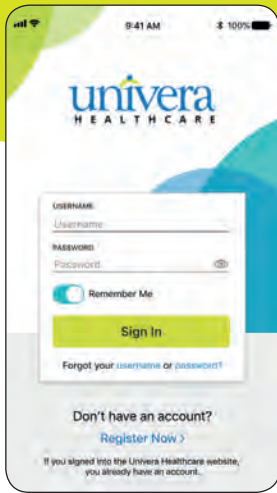 9:41 AM
100%
univera
HEALTHCARE
USERNAME
Username
PASSWORD
Password
Remember Me
Sign In
Forgot your username or password?
Don't have an account?
Register Now >
If you signed into the Univera Healthcare website,
you already have an account.